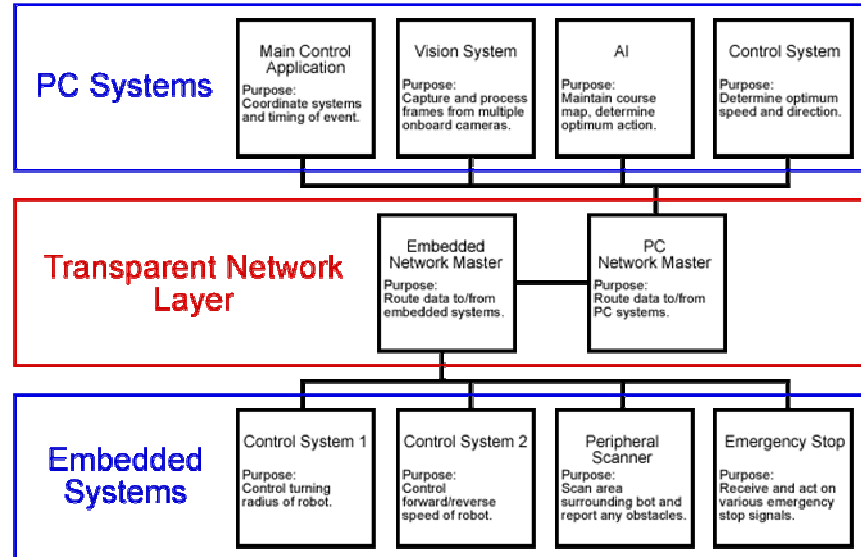 PC Systems
Main Control
Application
Purpose:
Coordinate systems
and timing of event.
Vision System
Purpose:
Capture and process
frames from multiple
onboard cameras.
AI
Purpose:
Maintain course
map, determine
optimum action.
Control System
Purpose:
Determine optimum
speed and direction.
Transparent Network
Layer
Embedded
Network Master
Purpose:
Route data to/from
embedded systems.
PC
Network Master
Purpose:
Route data to/from
PC systems.
Embedded
Systems
Control System 1
Purpose:
Control turning
radius of robot.
Control System 2
Purpose:
Control
forward/reverse
speed of robot.
Peripheral
Scanner
Purpose:
Scan area
surrounding bot and
report any obstacles.
Emergency Stop
Purpose:
Receive and act on
various emergency
stop signals.